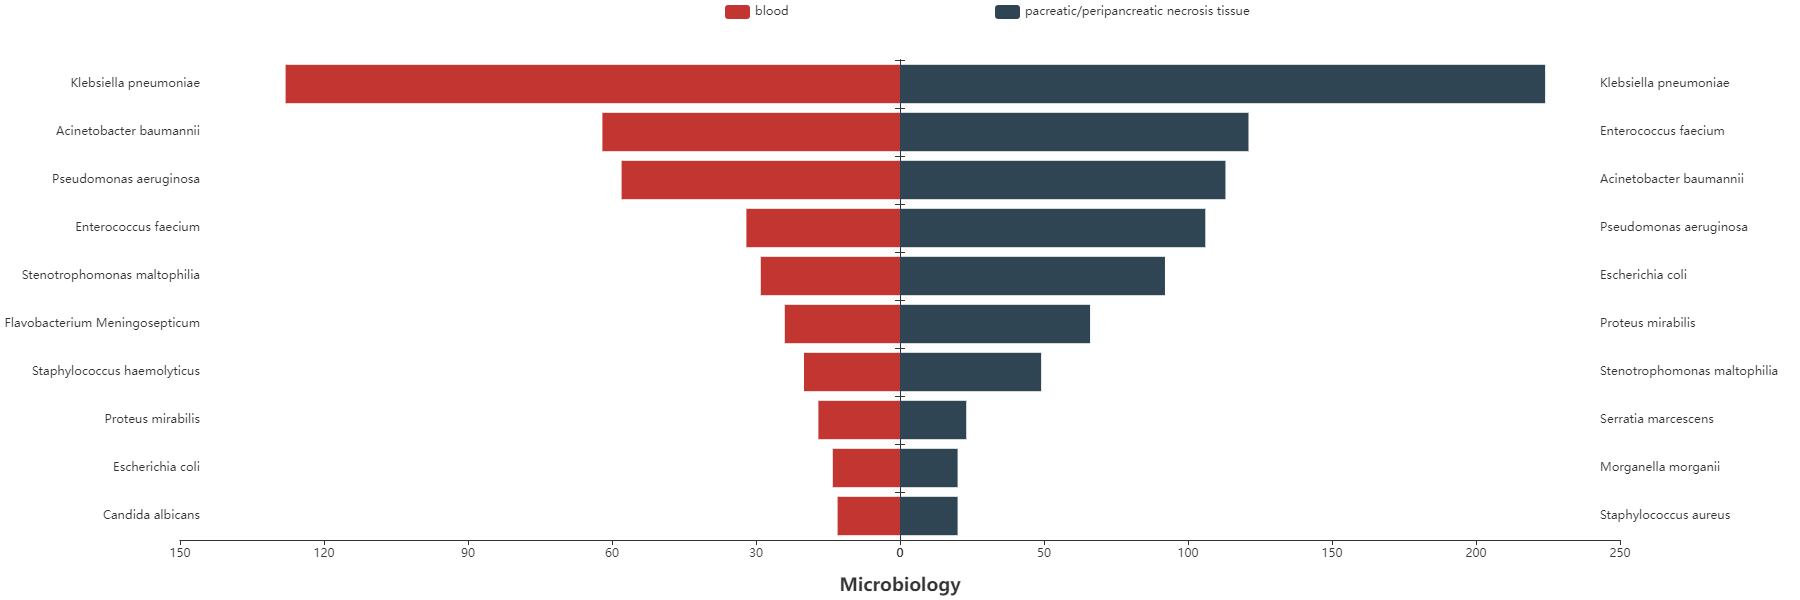 blood
pacreatic/peripancreatic necrosis tissue
Klebsiella pneumoniae
Klebsiella pneumoniae
Acinetobacter baumannii
Enterococcus faecium
Pseudomonas aeruginosa
Acinetobacter baumannii
Enterococcus faecium
Pseudomonas aeruginosa
Stenotrophomonas maltophilia
Escherichia coli
Flavobacterium Meningosepticum
Proteus mirabilis
Staphylococcus haemolyticus
Stenotrophomonas maltophilia
Proteus mirabilis
Serratia marcescens
Escherichia coli
Morganella morganii
Candida albicans
Staphylococcus aureus
150 120 90 60 30 0 50 100 150 200 250
Microbiology